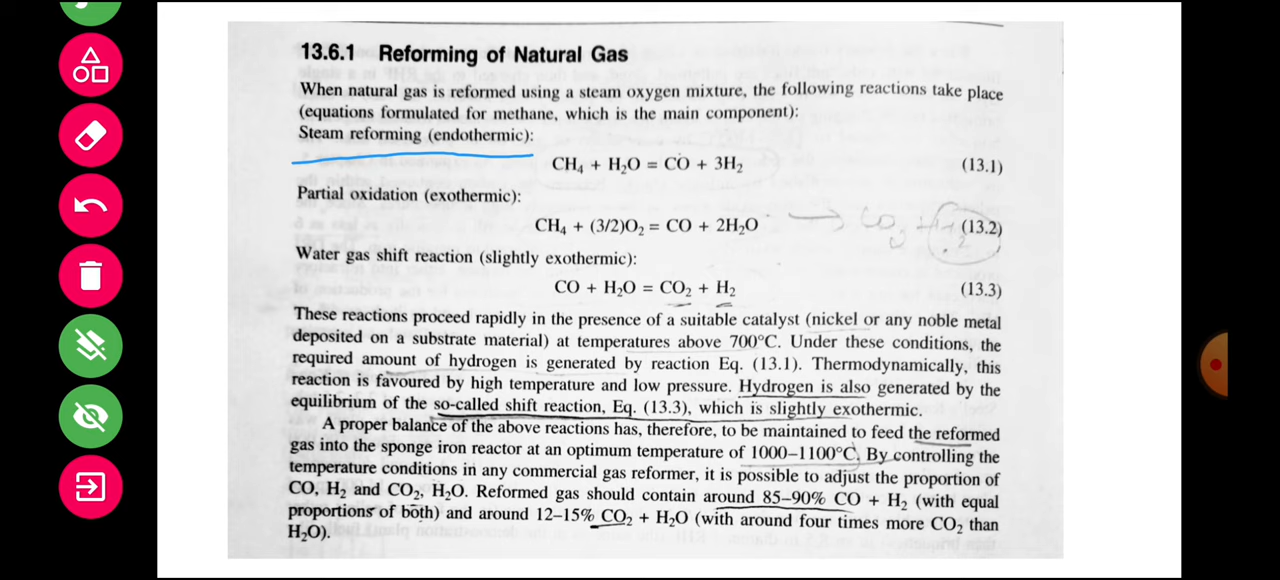 13.6.1 Reforming of Natural Gas
When natural gas is reformed using a steam oxygen mixture, the following reactions take place
(equations formulated for methane, which is the main component):
Steam reforming (endothermic):
CH₄ + H₂O = CO + 3H₂ (13.1)
Partial oxidation (exothermic):
CH₄ + (3/2)O₂ = CO + 2H₂O (13.2)
Water gas shift reaction (slightly exothermic):
CO + H₂O = CO₂ + H₂ (13.3)
These reactions proceed rapidly in the presence of a suitable catalyst (nickel or any noble metal
deposited on a substrate material) at temperatures above 700°C. Under these conditions, the
required amount of hydrogen is generated by reaction Eq. (13.1). Thermodynamically, this
reaction is favoured by high temperature and low pressure. Hydrogen is also generated by the
equilibrium of the so-called shift reaction, Eq. (13.3), which is slightly exothermic.
A proper balance of the above reactions has, therefore, to be maintained to feed the reformed
gas into the sponge iron reactor at an optimum temperature of 1000–1100°C. By controlling the
temperature conditions in any commercial gas reformer, it is possible to adjust the proportion of
CO, H₂ and CO₂, H₂O. Reformed gas should contain around 85–90% CO + H₂ (with equal
proportions of both) and around 12–15% CO₂ + H₂O (with around four times more CO₂ than
H₂O).